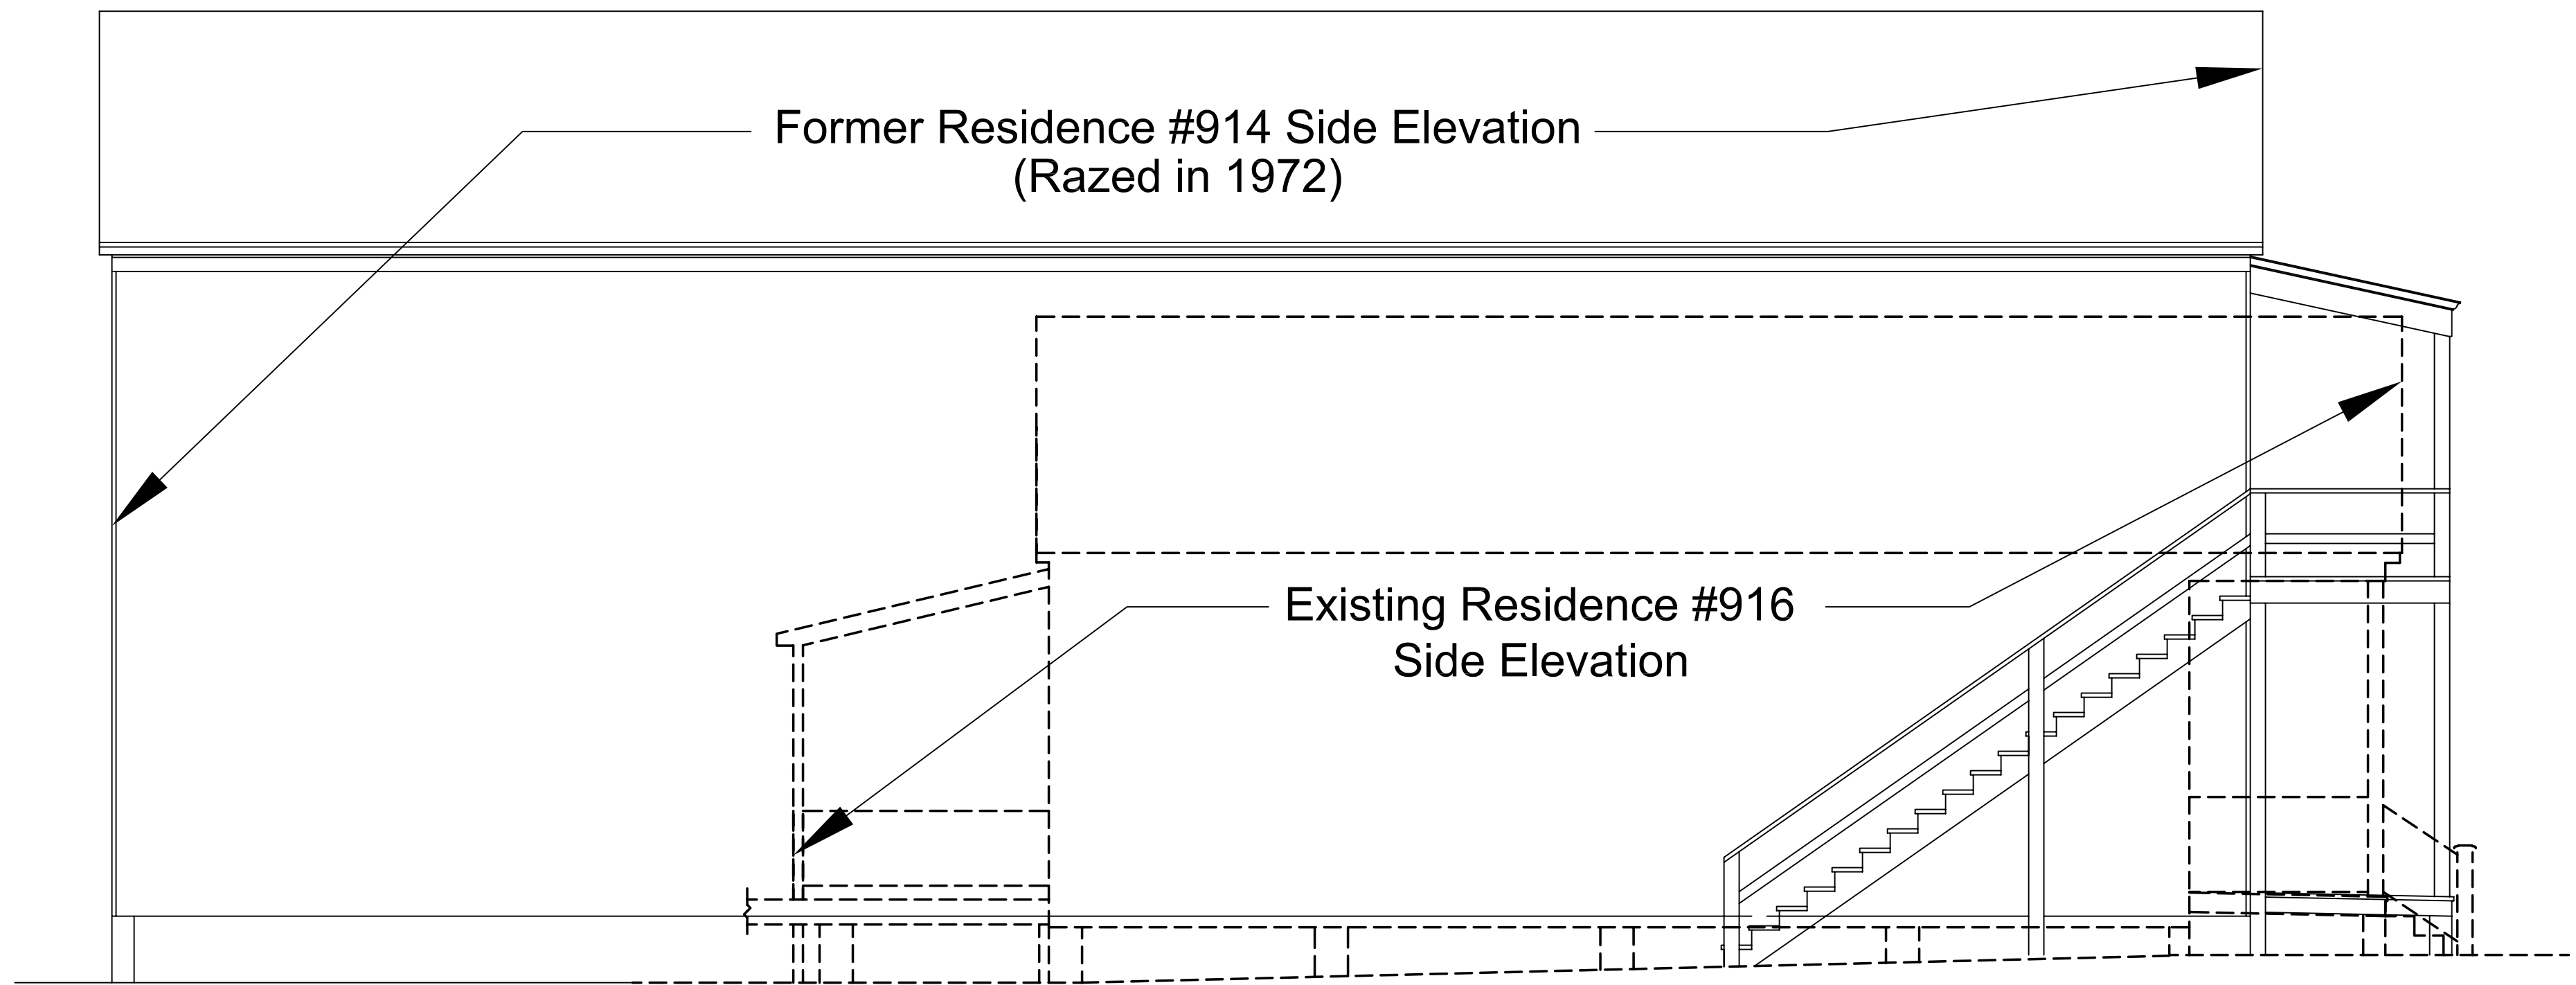 Former Residence #914 Side Elevation
(Razed in 1972)
Existing Residence #916
Side Elevation